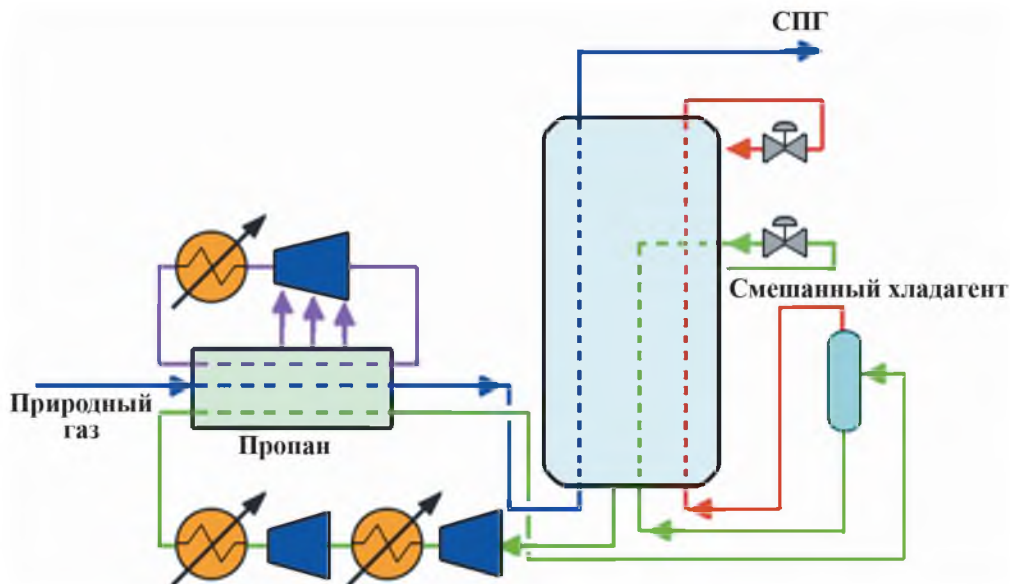 СПГ
Смешанный хладагент
Природный
газ
Пропан